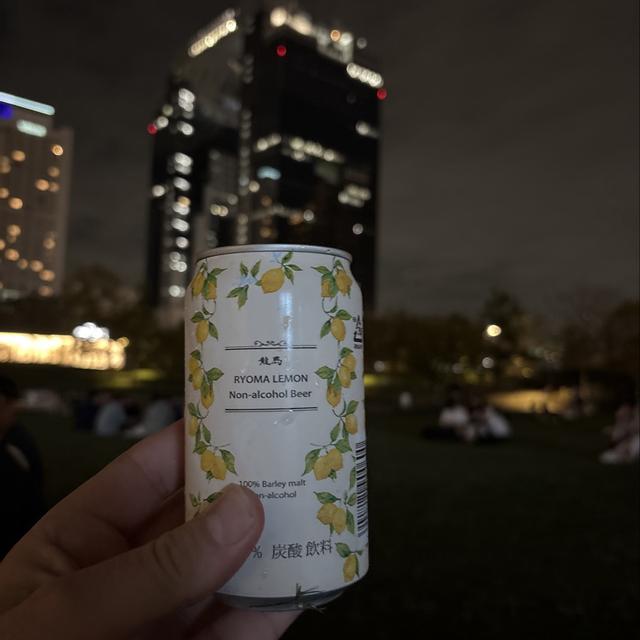 龍馬
RYOMA LEMON
Non-alcohol Beer
100% Barley malt
% 炭酸飲料